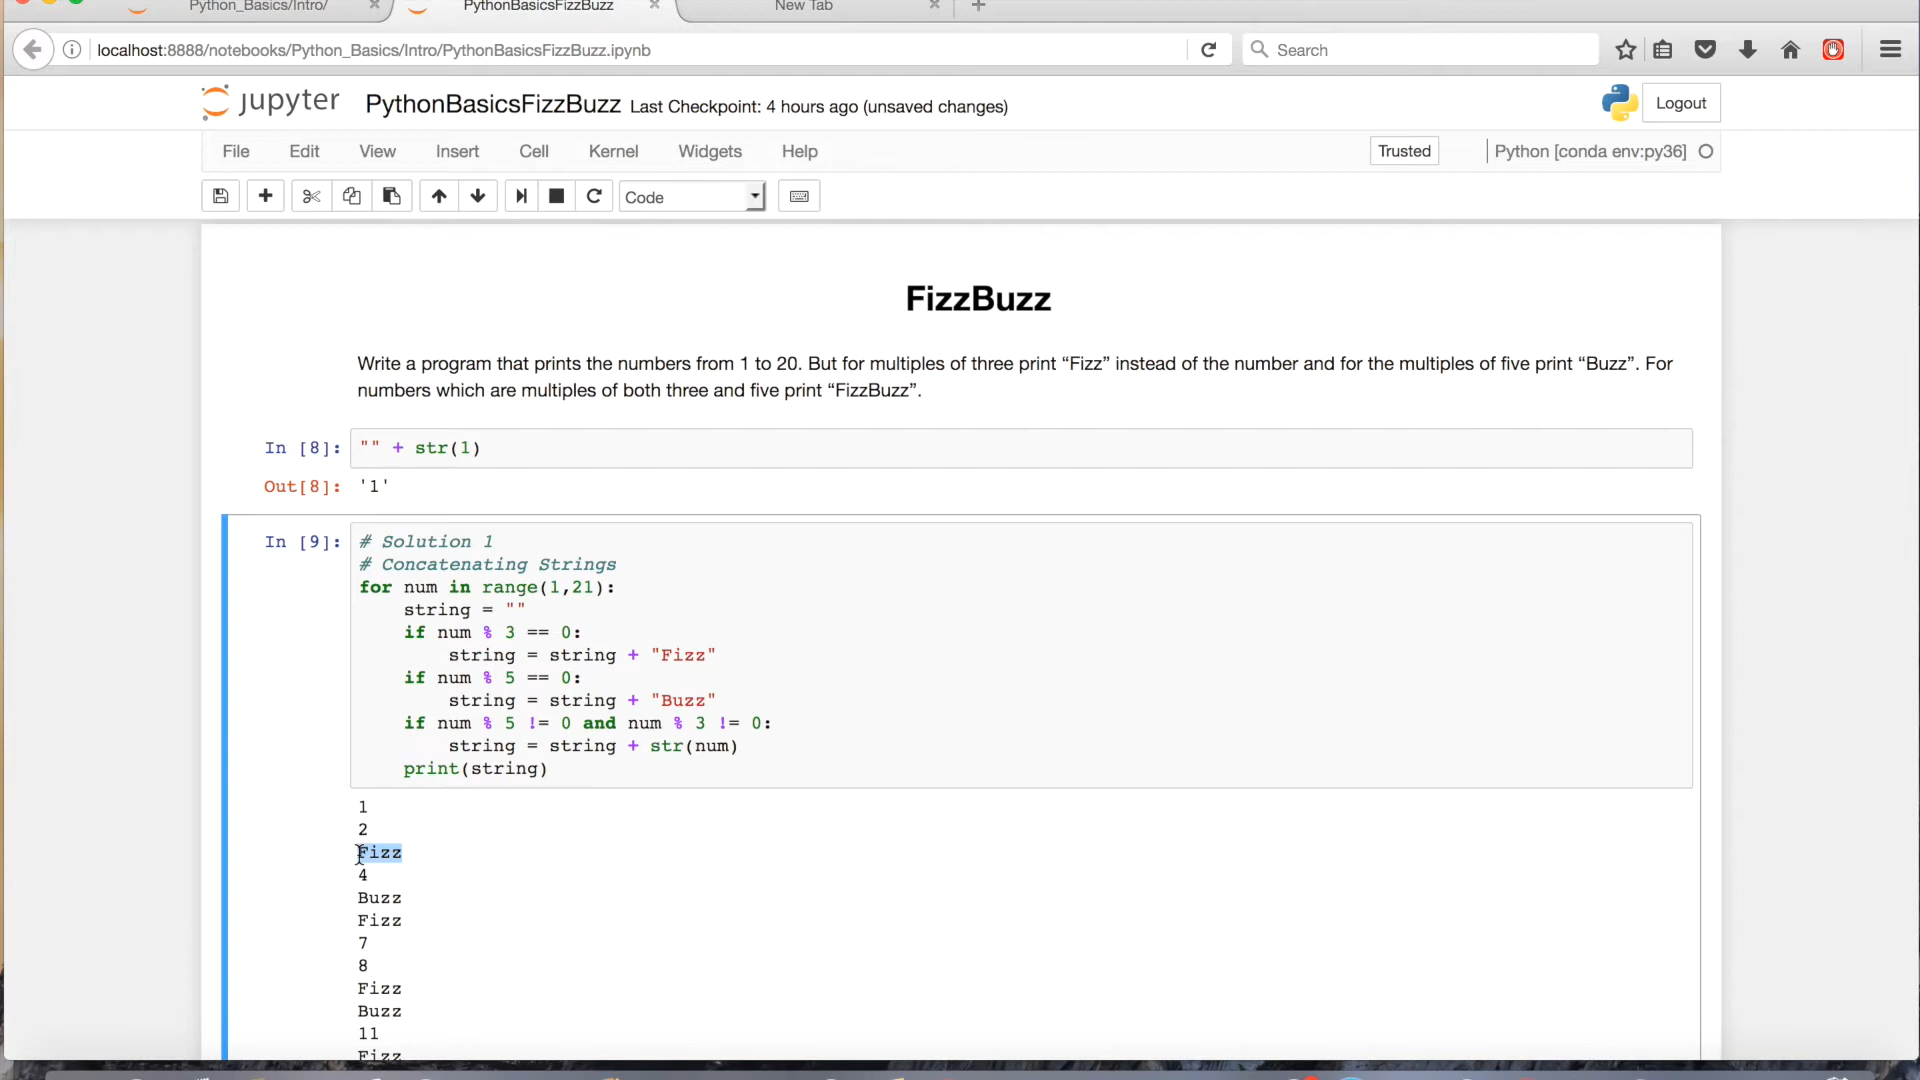 Python_Basics/Intro/
PythonBasicsFizzBuzz
New Tab
localhost:8888/notebooks/Python_Basics/Intro/PythonBasicsFizzBuzz.ipynb
Search
jupyter PythonBasicsFizzBuzz Last Checkpoint: 4 hours ago (unsaved changes)
Logout
File Edit View Insert Cell Kernel Widgets Help
Trusted
Python [conda env:py36]
Code
FizzBuzz
Write a program that prints the numbers from 1 to 20. But for multiples of three print “Fizz” instead of the number and for the multiples of five print “Buzz”. For
numbers which are multiples of both three and five print “FizzBuzz”.
In [8]: "" + str(1)
Out[8]: '1'
In [9]: # Solution 1
# Concatenating Strings
for num in range(1,21):
    string = ""
    if num % 3 == 0:
        string = string + "Fizz"
    if num % 5 == 0:
        string = string + "Buzz"
    if num % 5 != 0 and num % 3 != 0:
        string = string + str(num)
    print(string)
1
2
Fizz
4
Buzz
Fizz
7
8
Fizz
Buzz
11
Fizz